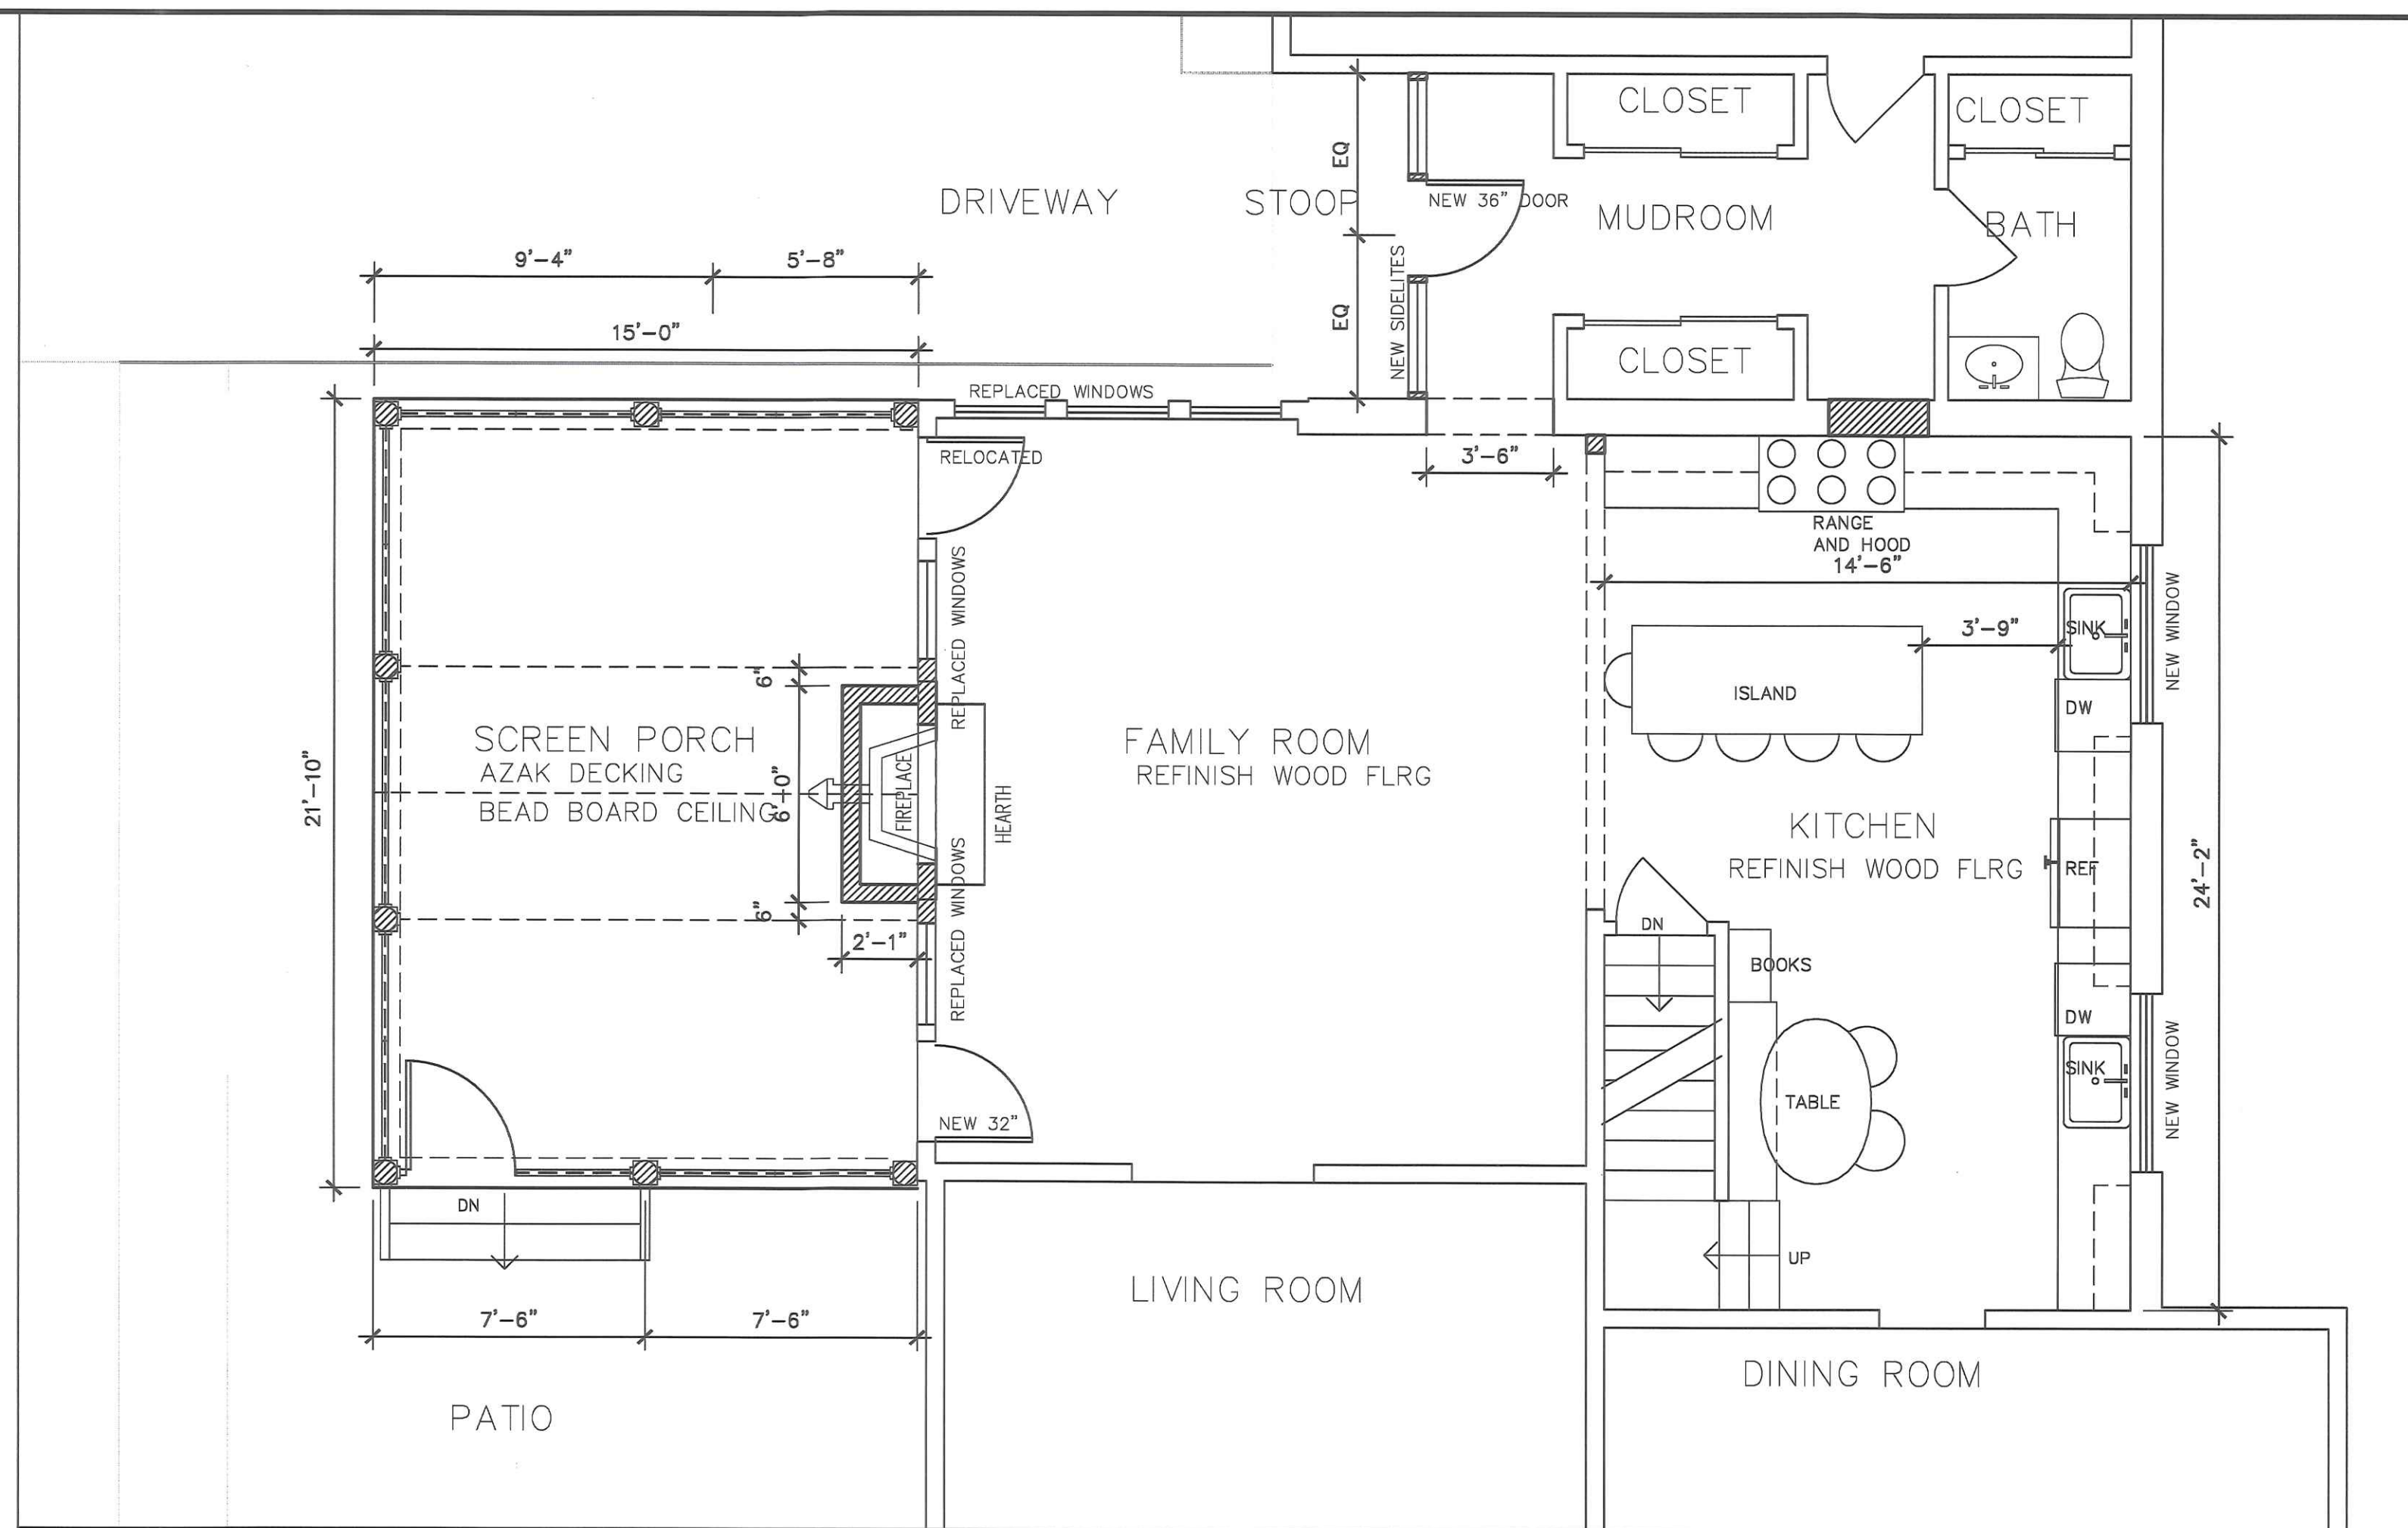 CLOSET
CLOSET
EQ
DRIVEWAY
STOOP
NEW 36" DOOR
MUDROOM
BATH
9'-4"
5'-8"
NEW SIDELITES
EQ
15'-0"
CLOSET
REPLACED WINDOWS
RELOCATED
3'-6"
RANGE
AND HOOD
14'-6"
REPLACED WINDOWS
NEW WINDOW
3'-9"
SINK
6"
ISLAND
DW
SCREEN PORCH
AZAK DECKING
BEAD BOARD CEILING
21'-10"
6'-0"
FIREPLACE
HEARTH
FAMILY ROOM
REFINISH WOOD FLRG
KITCHEN
REFINISH WOOD FLRG
REF
24'-2"
6"
2'-1"
REPLACED WINDOWS
DN
BOOKS
DW
SINK
NEW WINDOW
TABLE
NEW 32"
DN
UP
LIVING ROOM
7'-6"
7'-6"
DINING ROOM
PATIO